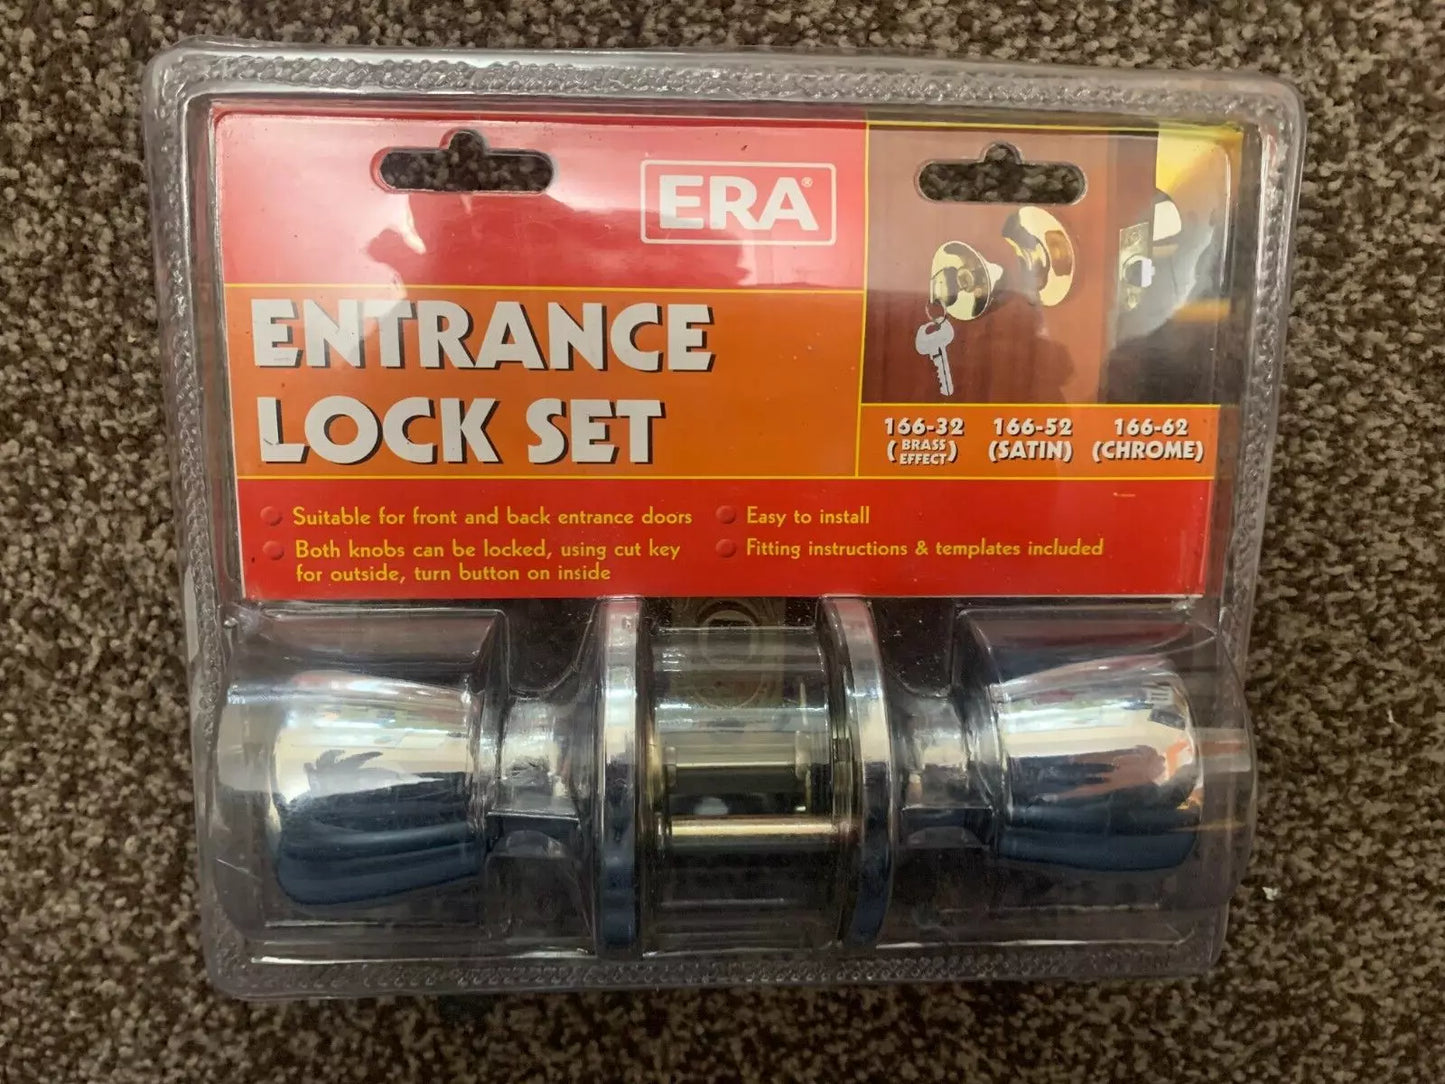 ERA®
ENTRANCE
LOCK SET
166-32
(BRASS
EFFECT)
166-52
(SATIN)
166-62
(CHROME)
Suitable for front and back entrance doors
Both knobs can be locked, using cut key
for outside, turn button on inside
Easy to install
Fitting instructions & templates included